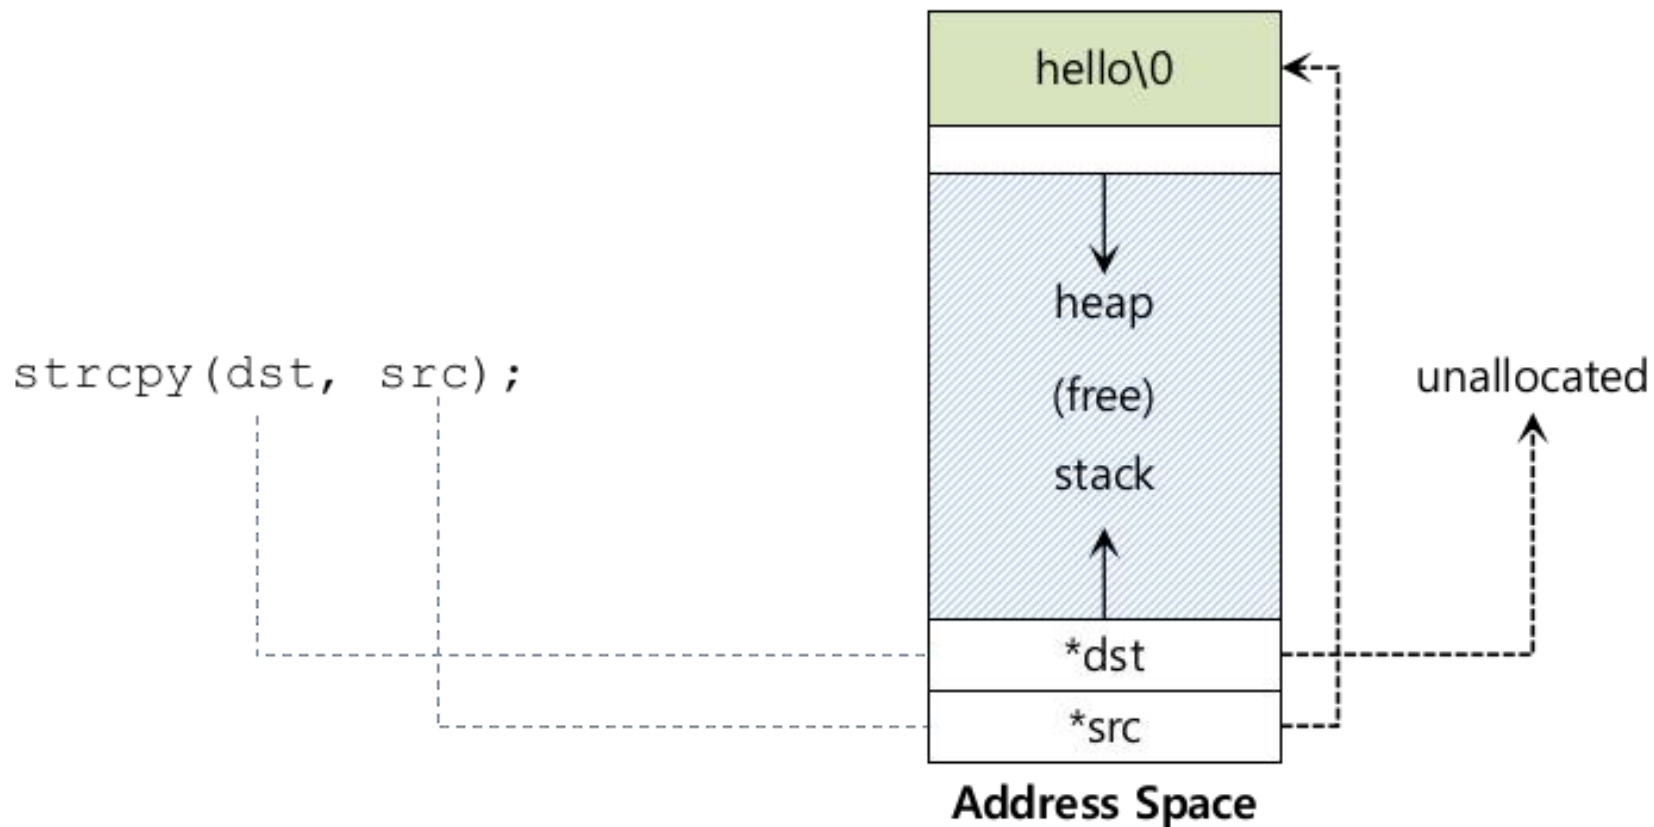 hello\0
heap
(free)
stack
strcpy(dst, src);
unallocated
*dst
*src
Address Space